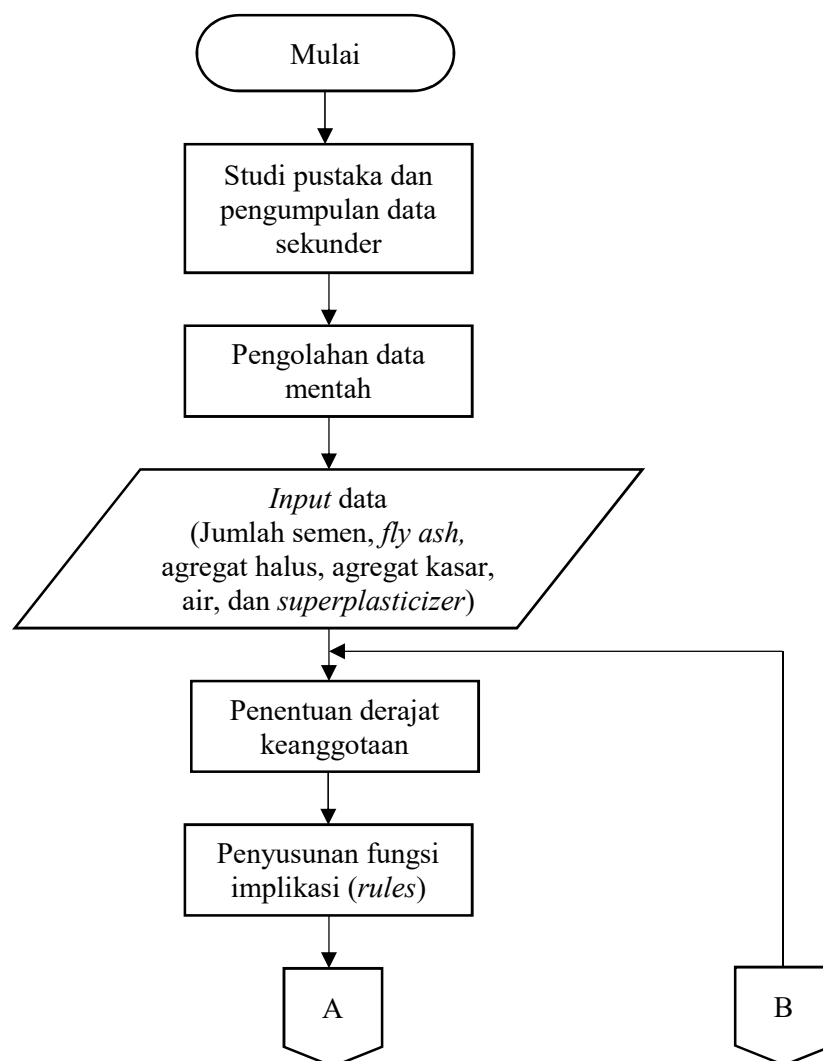 Mulai
Studi pustaka dan
pengumpulan data
sekunder
Pengolahan data
mentah
Input data
(Jumlah semen, fly ash,
agregat halus, agregat kasar,
air, dan superplasticizer)
Penentuan derajat
keanggotaan
Penyusunan fungsi
implikasi (rules)
A
B